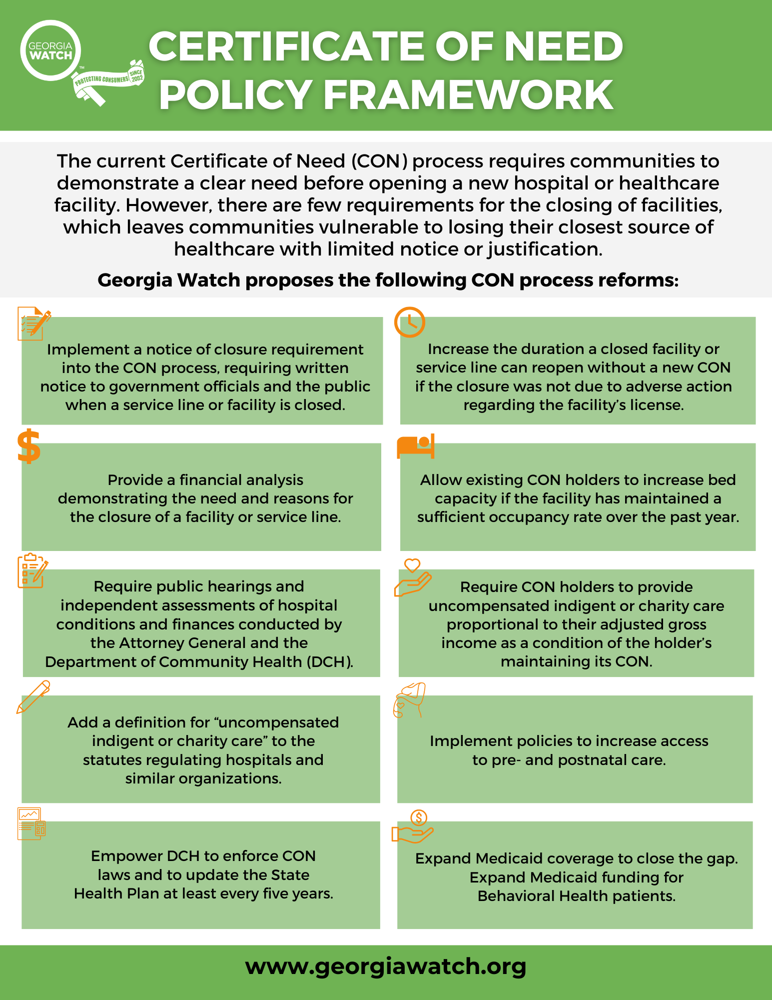 GEORGIA
WATCH
™
PROTECTING CONSUMERS SINCE 2002
CERTIFICATE OF NEED
POLICY FRAMEWORK
The current Certificate of Need (CON) process requires communities to
demonstrate a clear need before opening a new hospital or healthcare
facility. However, there are few requirements for the closing of facilities,
which leaves communities vulnerable to losing their closest source of
healthcare with limited notice or justification.
Georgia Watch proposes the following CON process reforms:
Implement a notice of closure requirement
into the CON process, requiring written
notice to government officials and the public
when a service line or facility is closed.
Increase the duration a closed facility or
service line can reopen without a new CON
if the closure was not due to adverse action
regarding the facility's license.
$
Provide a financial analysis
demonstrating the need and reasons for
the closure of a facility or service line.
Allow existing CON holders to increase bed
capacity if the facility has maintained a
sufficient occupancy rate over the past year.
Require public hearings and
independent assessments of hospital
conditions and finances conducted by
the Attorney General and the
Department of Community Health (DCH).
Require CON holders to provide
uncompensated indigent or charity care
proportional to their adjusted gross
income as a condition of the holder's
maintaining its CON.
Add a definition for “uncompensated
indigent or charity care” to the
statutes regulating hospitals and
similar organizations.
Implement policies to increase access
to pre- and postnatal care.
Empower DCH to enforce CON
laws and to update the State
Health Plan at least every five years.
$
Expand Medicaid coverage to close the gap.
Expand Medicaid funding for
Behavioral Health patients.
www.georgiawatch.org